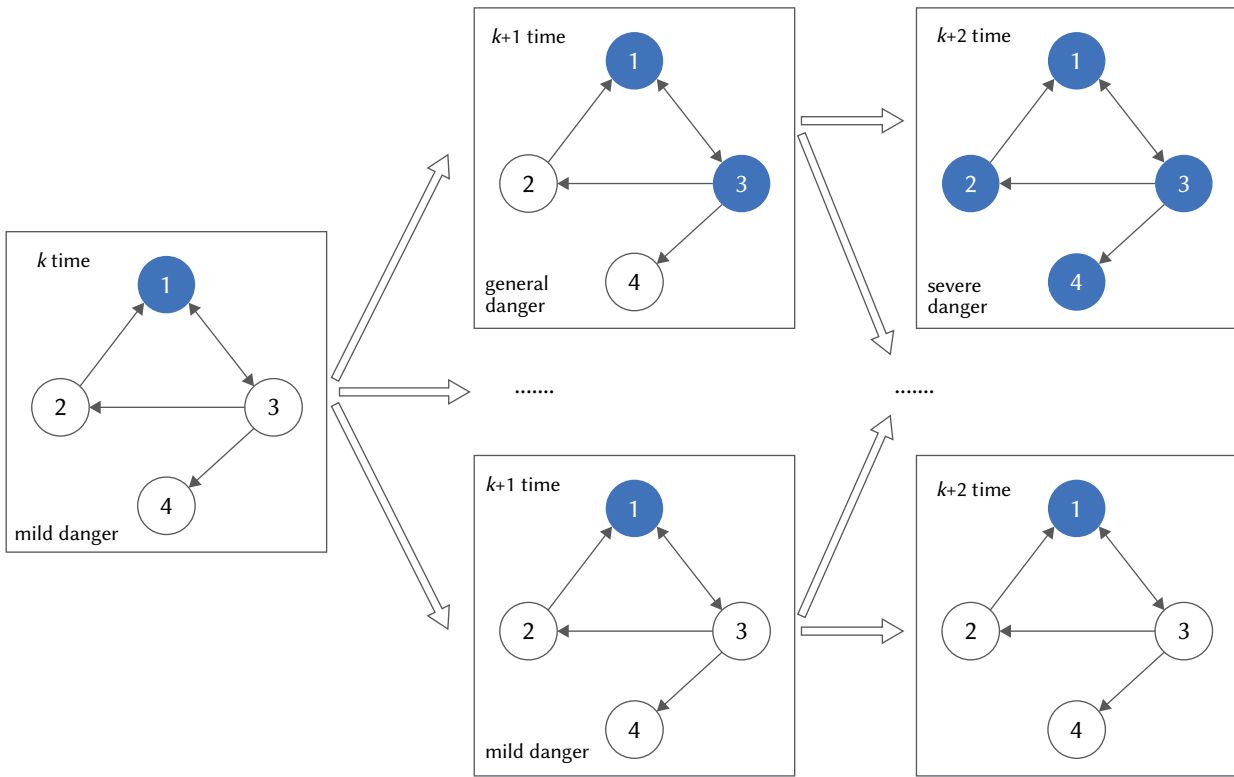 k time
1
2
3
4
mild danger
k+1 time
1
2
3
4
general
danger
k+2 time
1
2
3
4
severe
danger
.......
.......
k+1 time
1
2
3
4
mild danger
k+2 time
1
2
3
4